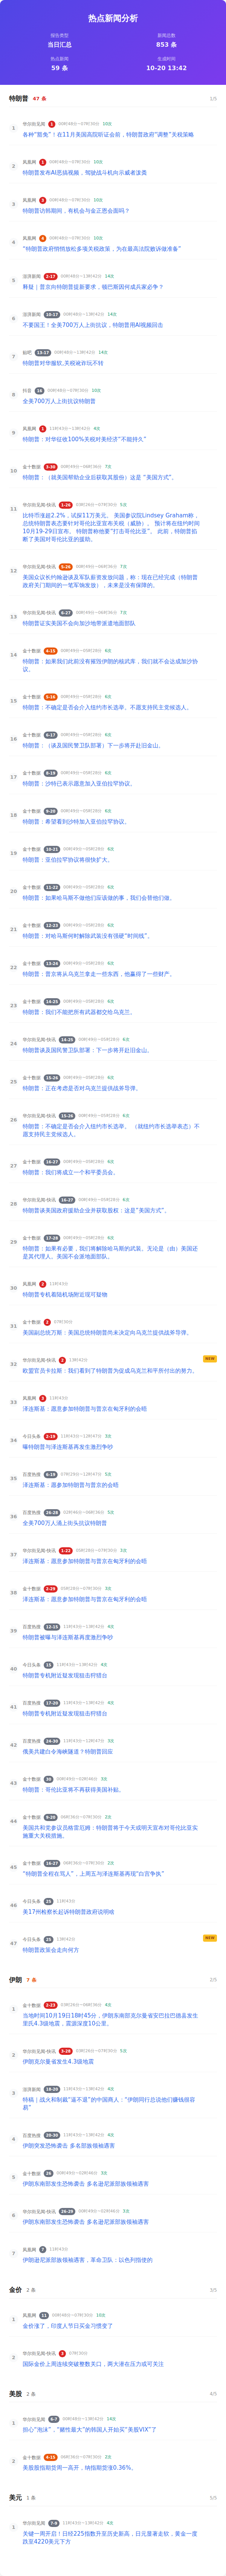 热点新闻分析
报告类型
新闻总数
当日汇总
853 条
热点新闻
生成时间
59 条
10-20 13:42
特朗普 47 条
1/5
1
华尔街见闻
各种“豁免”！在11月美国高院听证会前，特朗普政府“调整”关税策略
2
凤凰网
特朗普发布AI恶搞视频，驾驶战斗机向示威者泼粪
3
凤凰网
特朗普访韩期间，有机会与金正恩会面吗？
4
凤凰网
“特朗普政府悄悄放松多项关税政策，为在最高法院败诉做准备”
5
澎湃新闻
释疑｜普京向特朗普提新要求，顿巴斯因何成兵家必争？
6
澎湃新闻
不要国王！全美700万人上街抗议，特朗普用AI视频回击
7
贴吧
特朗普对华服软,关税讹诈玩不转
8
抖音
全美700万人上街抗议特朗普
9
凤凰网
特朗普：对华征收100%关税对美经济“不能持久”
10
金十数据
特朗普：（就美国帮助企业后获取其股份）这是 “美国方式”。
11
华尔街见闻-快讯
比特币涨超2.2%，试探11万美元。 美国参议员Lindsey Graham称，
总统特朗普表态要针对哥伦比亚宣布关税（威胁）。 预计将在纽约时间
10月19-29日宣布。 特朗普称他要“打击哥伦比亚”。 此前，特朗普掐
断了美国对哥伦比亚的援助。
12
华尔街见闻-快讯
美国众议长约翰逊谈及军队薪资发放问题，称：现在已经完成（特朗普
政府关门期间的一笔军饷发放），未来是没有保障的。
13
华尔街见闻-快讯
特朗普证实美国不会向加沙地带派遣地面部队
14
金十数据
特朗普：如果我们此前没有摧毁伊朗的核武库，我们就不会达成加沙协
议。
15
金十数据
特朗普：不确定是否会介入纽约市长选举。不愿支持民主党候选人。
16
金十数据
特朗普：（谈及国民警卫队部署）下一步将开赴旧金山。
17
金十数据
特朗普：沙特已表示愿意加入亚伯拉罕协议。
18
金十数据
特朗普：希望看到沙特加入亚伯拉罕协议。
19
金十数据
特朗普：亚伯拉罕协议将很快扩大。
20
金十数据
特朗普：如果哈马斯不做他们应该做的事，我们会替他们做。
21
金十数据
特朗普：对哈马斯何时解除武装没有强硬“时间线”。
22
金十数据
特朗普：普京将从乌克兰拿走一些东西，他赢得了一些财产。
23
金十数据
特朗普：我们不能把所有武器都交给乌克兰。
24
华尔街见闻-快讯
特朗普谈及国民警卫队部署：下一步将开赴旧金山。
25
金十数据
特朗普：正在考虑是否对乌克兰提供战斧导弹。
26
华尔街见闻-快讯
特朗普：不确定是否会介入纽约市长选举。 （就纽约市长选举表态）不
愿支持民主党候选人。
27
金十数据
特朗普：我们将成立一个和平委员会。
28
华尔街见闻-快讯
特朗普谈美国政府援助企业并获取股权：这是“美国方式”。
29
金十数据
特朗普：如果有必要，我们将解除哈马斯的武装。无论是（由）美国还
是其代理人。美国不会派地面部队。
30
凤凰网
特朗普专机着陆机场附近现可疑物
31
金十数据
美国副总统万斯：美国总统特朗普尚未决定向乌克兰提供战斧导弹。
32
华尔街见闻-快讯
NEW
欧盟官员卡拉斯：我们看到了特朗普为促成乌克兰和平所付出的努力。
33
凤凰网
泽连斯基：愿意参加特朗普与普京在匈牙利的会晤
34
今日头条
曝特朗普与泽连斯基再发生激烈争吵
35
百度热搜
泽连斯基：愿参加特朗普与普京的会晤
36
百度热搜
全美700万人涌上街头抗议特朗普
37
华尔街见闻-快讯
泽连斯基：愿意参加特朗普与普京在匈牙利的会晤
38
金十数据
泽连斯基：愿意参加特朗普与普京在匈牙利的会晤
39
百度热搜
特朗普被曝与泽连斯基再度激烈争吵
40
今日头条
特朗普专机附近疑发现狙击狩猎台
41
百度热搜
特朗普专机附近疑发现狙击狩猎台
42
百度热搜
俄美共建白令海峡隧道？特朗普回应
43
金十数据
特朗普：哥伦比亚将不再获得美国补贴。
44
金十数据
美国共和党参议员格雷厄姆：特朗普将于今天或明天宣布对哥伦比亚实
施重大关税措施。
45
华尔街见闻-快讯
“特朗普全程在骂人”，上周五与泽连斯基再现“白宫争执”
46
今日头条
美17州检察长起诉特朗普政府说明啥
47
今日头条
NEW
特朗普政策会走向何方
伊朗 7 条
2/5
1
金十数据
当地时间10月19日18时45分，伊朗东南部克尔曼省安巴拉巴德县发生
里氏4.3级地震，震源深度10公里。
2
华尔街见闻-快讯
伊朗克尔曼省发生4.3级地震
3
澎湃新闻
特稿｜战火和制裁“逼不退”的中国商人：“伊朗同行总说他们赚钱很容
易”
4
百度热搜
伊朗突发恐怖袭击 多名部族领袖遇害
5
金十数据
伊朗东南部发生恐怖袭击 多名逊尼派部族领袖遇害
6
华尔街见闻-快讯
伊朗东南部发生恐怖袭击 多名逊尼派部族领袖遇害
7
凤凰网
伊朗逊尼派部族领袖遇害，革命卫队：以色列指使的
金价 2 条
3/5
1
凤凰网
金价涨了，印度人节日买金习惯变了
2
华尔街见闻-快讯
国际金价上周连续突破整数关口，两大潜在压力或可关注
美股 2 条
4/5
1
华尔街见闻
担心“泡沫”，“赌性最大”的韩国人开始买“美股VIX”了
2
金十数据
美股股指期货周一高开，纳指期货涨0.36%。
美元 1 条
5/5
1
华尔街见闻
关键一周开启！日经225指数升至历史新高，日元显著走软，黄金一度
跌至4220美元下方